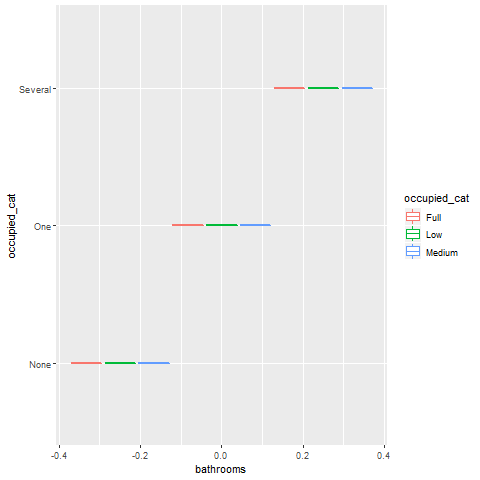 Several
One
None
occupied_cat
-0.4
-0.2
0.0
0.2
0.4
bathrooms
occupied_cat
Full
Low
Medium